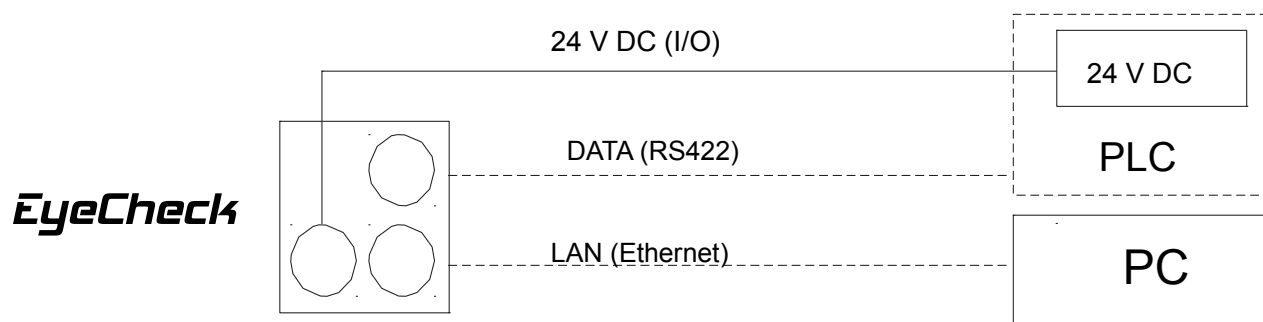 24 V DC (I/O)
24 V DC
DATA (RS422)
PLC
EyeCheck
LAN (Ethernet)
PC